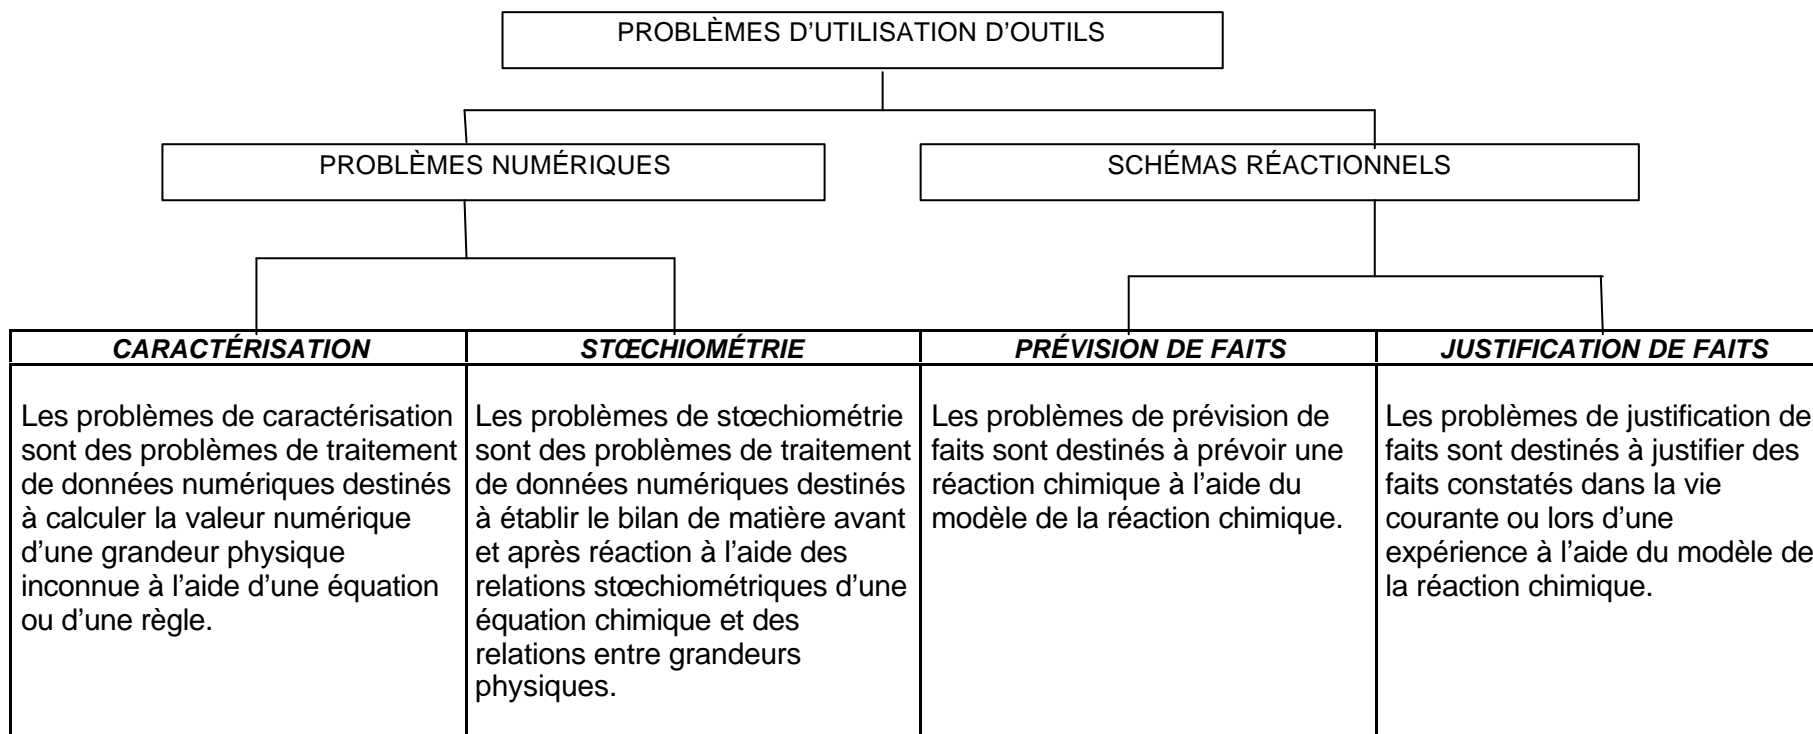 PROBLÈMES D’UTILISATION D’OUTILS
PROBLÈMES NUMÉRIQUES
SCHÉMAS RÉACTIONNELS
CARACTÉRISATION
Les problèmes de caractérisation
sont des problèmes de traitement
de données numériques destinés
à calculer la valeur numérique
d’une grandeur physique
inconnue à l’aide d’une équation
ou d’une règle.
STŒCHIOMÉTRIE
Les problèmes de stœchiométrie
sont des problèmes de traitement
de données numériques destinés
à établir le bilan de matière avant
et après réaction à l’aide des
relations stœchiométriques d’une
équation chimique et des
relations entre grandeurs
physiques.
PRÉVISION DE FAITS
Les problèmes de prévision de
faits sont destinés à prévoir une
réaction chimique à l’aide du
modèle de la réaction chimique.
JUSTIFICATION DE FAITS
Les problèmes de justification de
faits sont destinés à justifier des
faits constatés dans la vie
courante ou lors d’une
expérience à l’aide du modèle de
la réaction chimique.